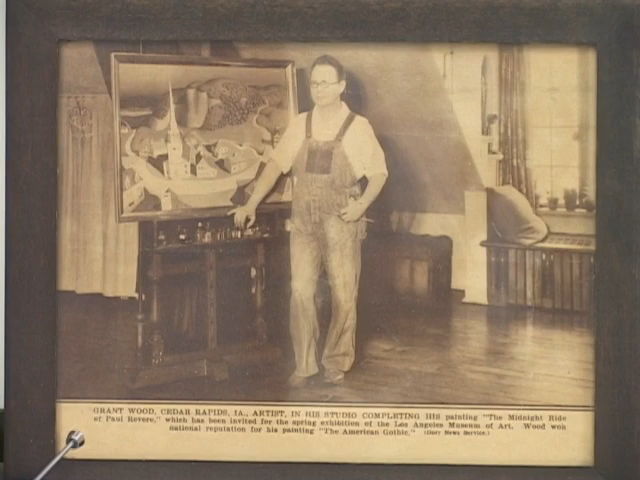 GRANT WOOD, CEDAR RAPIDS, IA., ARTIST, IN HIS STUDIO COMPLETING HIS painting "The Midnight Ride
of Paul Revere," which has been invited for the spring exhibition of the Los Angeles Museum of Art. Wood won
national reputation for his painting "The American Gothic." (Daily News Service.)